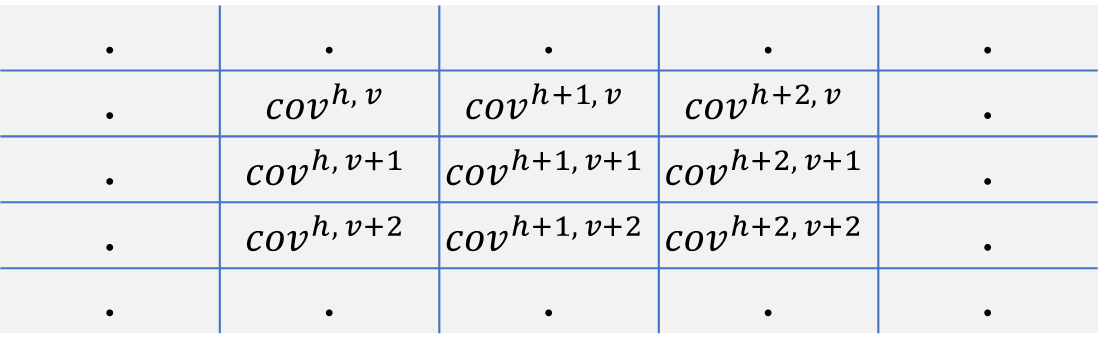 . . . . .
. cov^{h, v} cov^{h+1, v} cov^{h+2, v} .
. cov^{h, v+1} cov^{h+1, v+1} cov^{h+2, v+1} .
. cov^{h, v+2} cov^{h+1, v+2} cov^{h+2, v+2} .
. . . . .